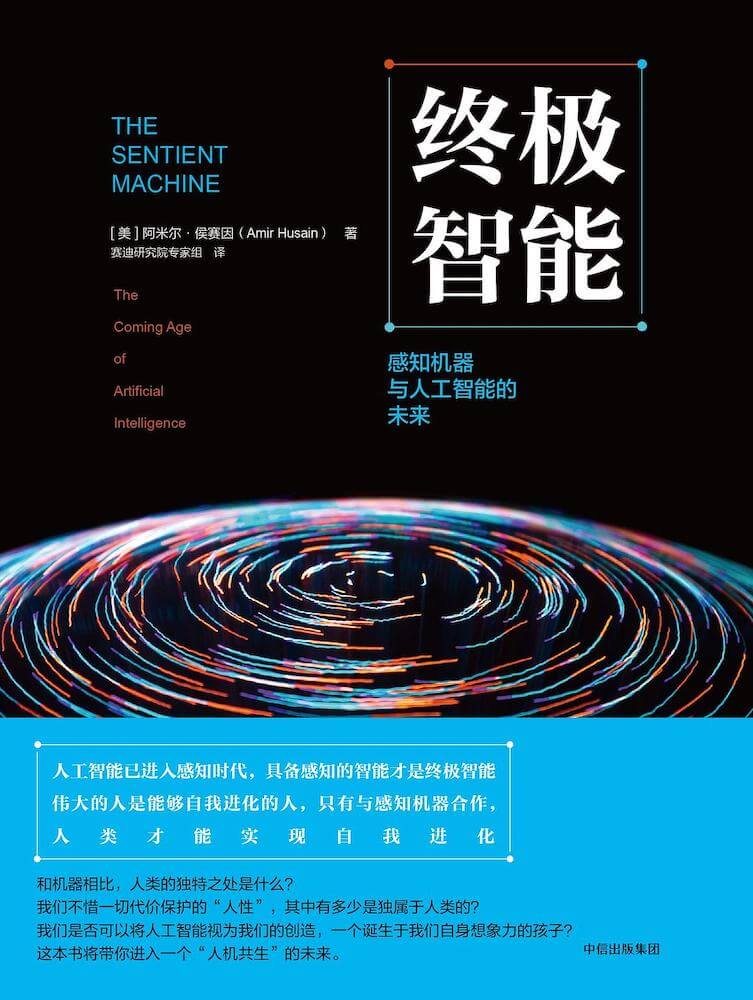 终极
智能
THE
SENTIENT
MACHINE
[ 美 ] 阿米尔·侯赛因（Amir Husain） 著
赛迪研究院专家组 译
The
Coming Age
of
Artificial
Intelligence
感知机器
与人工智能的
未来
人工智能已进入感知时代，具备感知的智能才是终极智能
伟大的人是能够自我进化的人，只有与感知机器合作，
人类才能实现自我进化
和机器相比，人类的独特之处是什么？
我们不惜一切代价保护的“人性”，其中有多少是独属于人类的？
我们是否可以将人工智能视为我们的创造，一个诞生于我们自身想象力的孩子？
这本书将带你进入一个“人机共生”的未来。
中信出版集团